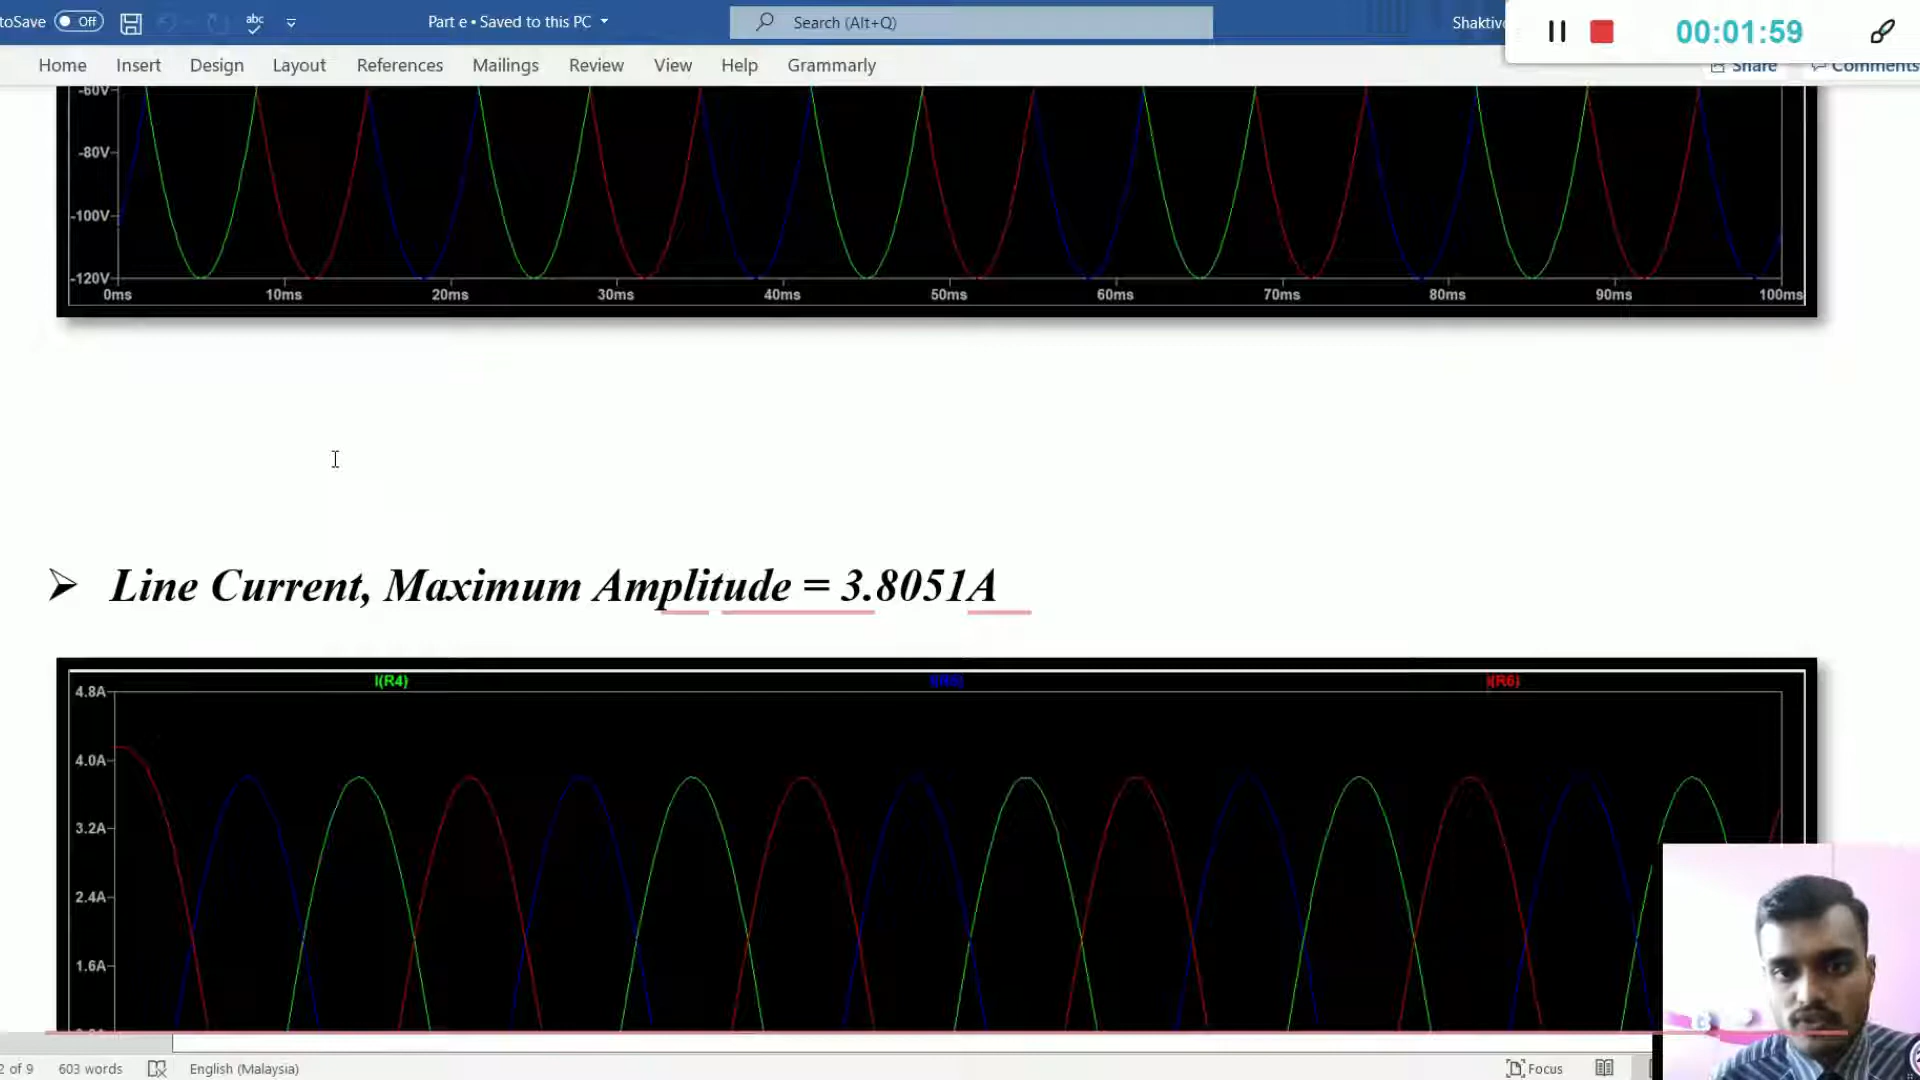 toSave Off abc Part e • Saved to this PC Search (Alt+Q) Shaktiv 00:01:59
Home Insert Design Layout References Mailings Review View Help Grammarly Share Comments
-60V
-80V
-100V
-120V
0ms 10ms 20ms 30ms 40ms 50ms 60ms 70ms 80ms 90ms 100ms
➢ Line Current, Maximum Amplitude = 3.8051A
I(R4) I(R5) I(R6)
4.8A
4.0A
3.2A
2.4A
1.6A
2 of 9 603 words English (Malaysia) Focus